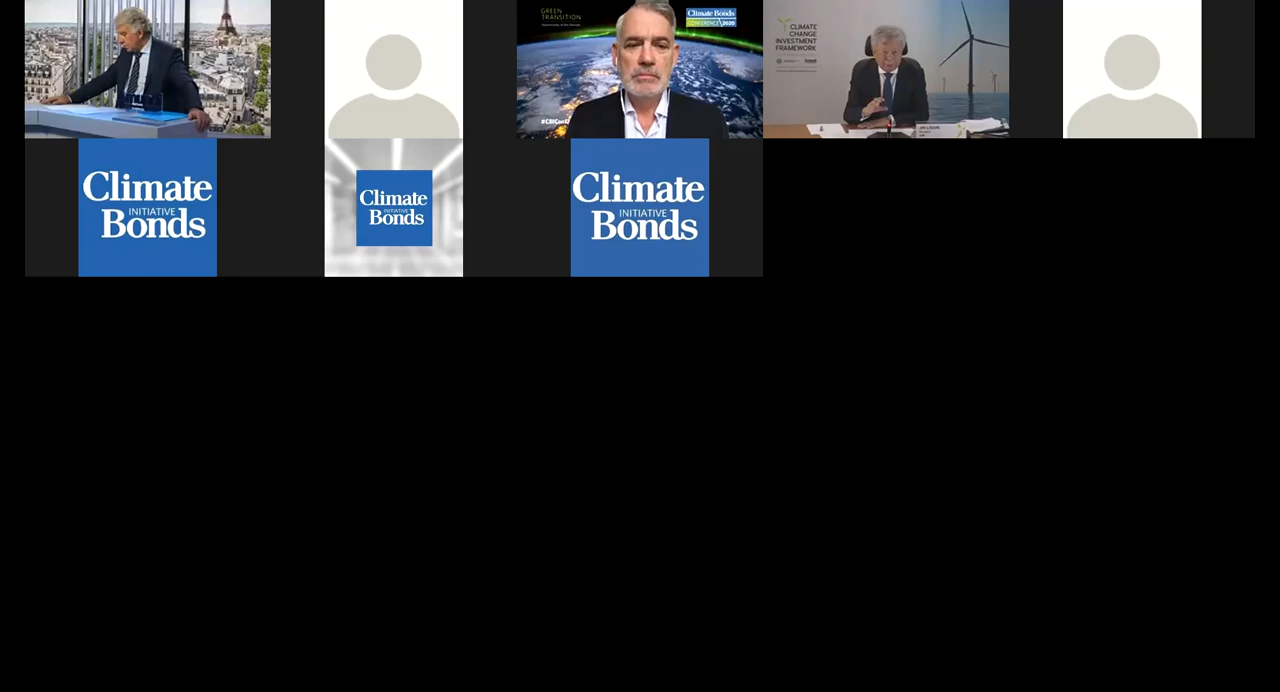 GREEN
TRANSITION
Climate Bonds
CONFERENCE 2020
#CBICon20
CLIMATE
CHANGE
INVESTMENT
FRAMEWORK
Climate
INITIATIVE
Bonds
Climate
INITIATIVE
Bonds
Climate
INITIATIVE
Bonds